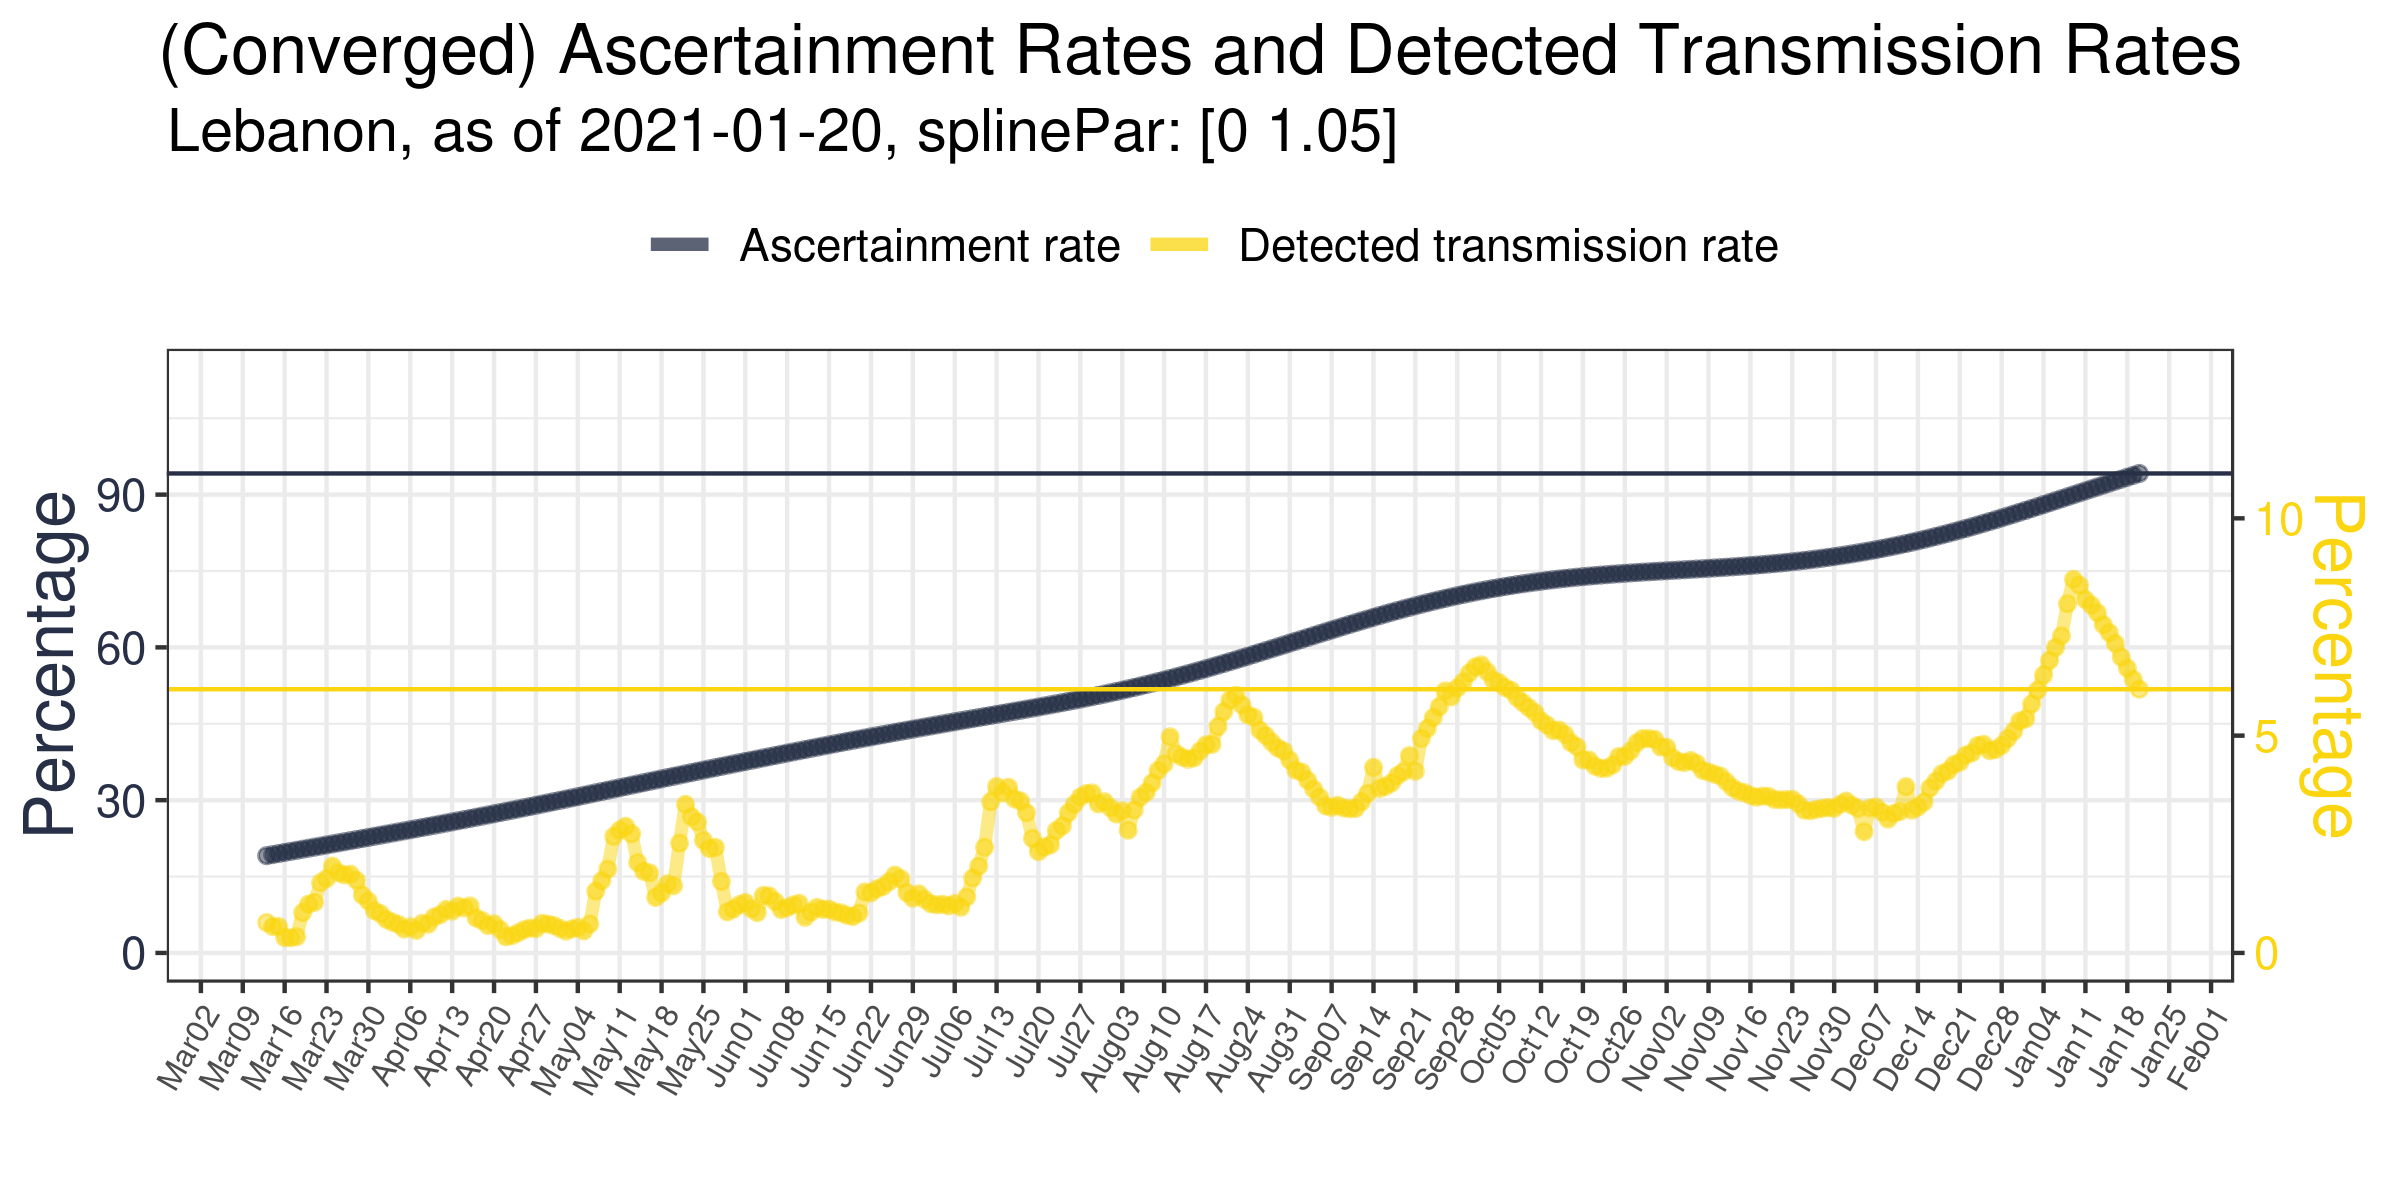 (Converged) Ascertainment Rates and Detected Transmission Rates
Lebanon, as of 2021-01-20, splinePar: [0 1.05]
Ascertainment rate
Detected transmission rate
Percentage
90
60
30
0
10
5
0
Percentage
Mar02
Mar09
Mar16
Mar23
Mar30
Apr06
Apr13
Apr20
Apr27
May04
May11
May18
May25
Jun01
Jun08
Jun15
Jun22
Jun29
Jul06
Jul13
Jul20
Jul27
Aug03
Aug10
Aug17
Aug24
Aug31
Sep07
Sep14
Sep21
Sep28
Oct05
Oct12
Oct19
Oct26
Nov02
Nov09
Nov16
Nov23
Nov30
Dec07
Dec14
Dec21
Dec28
Jan04
Jan11
Jan18
Jan25
Feb01